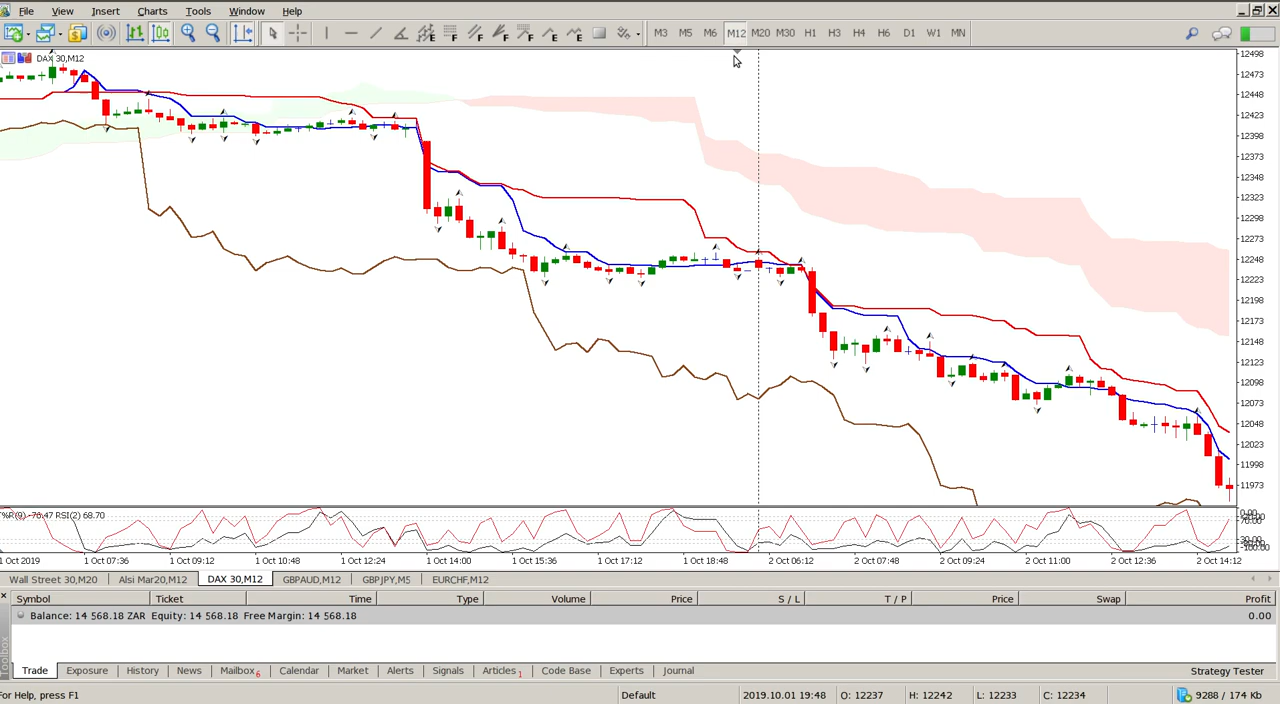 File View Insert Charts Tools Window Help
F E F F F F
M3 M5 M6 M12 M20 M30 H1 H3 H4 H6 D1 W1 MN
DAX 30,M12
12498
12473
12448
12423
12398
12373
12348
12323
12298
12273
12248
12223
12198
12173
12148
12123
12098
12073
12048
12023
11998
11973
%R(9) -76.47 RSI(2) 68.70
0.00
70.00
30.00
-100.00
1 Oct 2019 1 Oct 07:36 1 Oct 09:12 1 Oct 10:48 1 Oct 12:24 1 Oct 14:00 1 Oct 15:36 1 Oct 17:12 1 Oct 18:48 2 Oct 06:12 2 Oct 07:48 2 Oct 09:24 2 Oct 11:00 2 Oct 12:36 2 Oct 14:12
Wall Street 30,M20 Alsi Mar20,M12 DAX 30,M12 GBPAUD,M12 GBPJPY,M5 EURCHF,M12
Symbol Ticket Time Type Volume Price S / L T / P Price Swap Profit
Balance: 14 568.18 ZAR Equity: 14 568.18 Free Margin: 14 568.18 0.00
Toolbox
Trade Exposure History News Mailbox 6 Calendar Market Alerts Signals Articles 1 Code Base Experts Journal Strategy Tester
For Help, press F1 Default 2019.10.01 19:48 O: 12237 H: 12242 L: 12233 C: 12234 9288 / 174 Kb